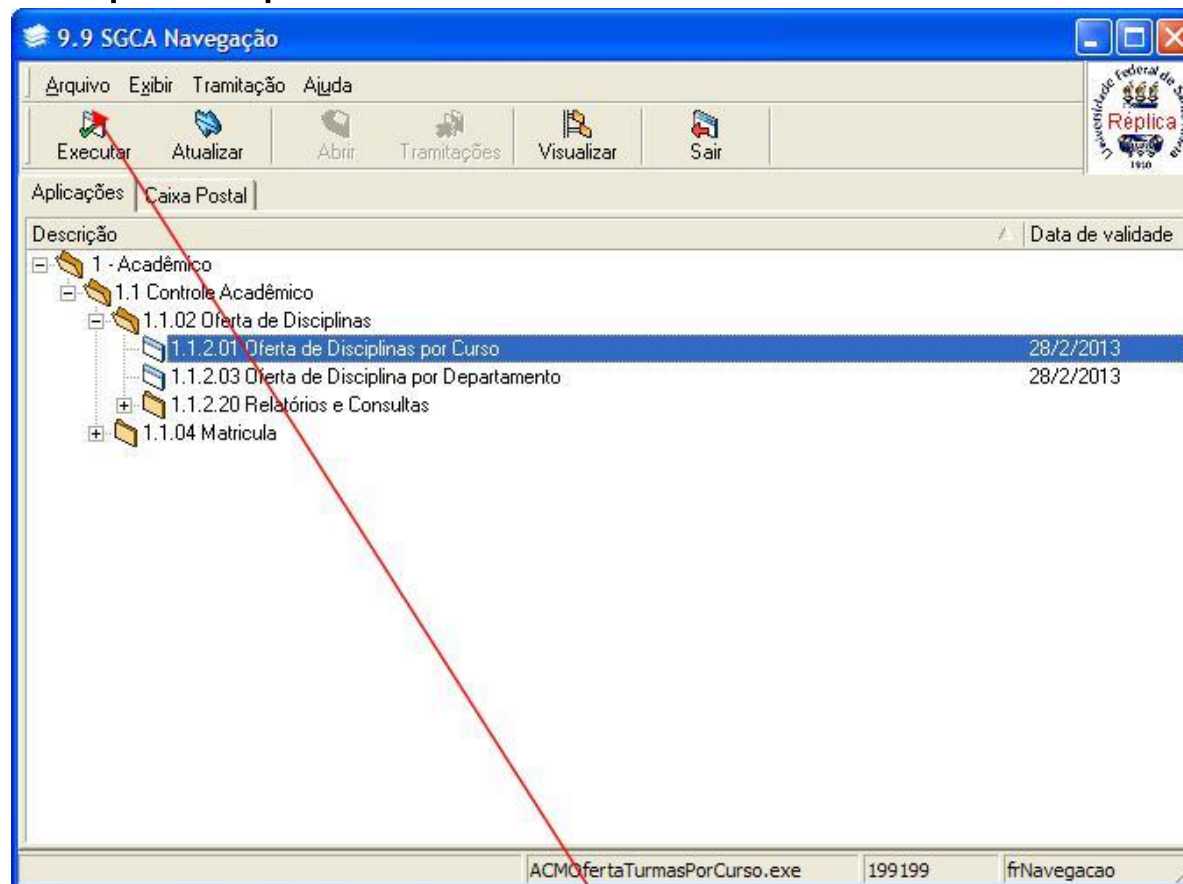 9.9 SGCA Navegação
Arquivo Exibir Tramitação Ajuda
Executar Atualizar Abrir Tramitações Visualizar Sair
Federal de
Réplica
1960
Aplicações Caixa Postal
Descrição Data de validade
1 - Acadêmico
1.1 Controle Acadêmico
1.1.02 Oferta de Disciplinas
1.1.2.01 Oferta de Disciplinas por Curso 28/2/2013
1.1.2.03 Oferta de Disciplina por Departamento 28/2/2013
1.1.2.20 Relatórios e Consultas
1.1.04 Matricula
ACMOfertaTurmasPorCurso.exe 199199 frNavegacao